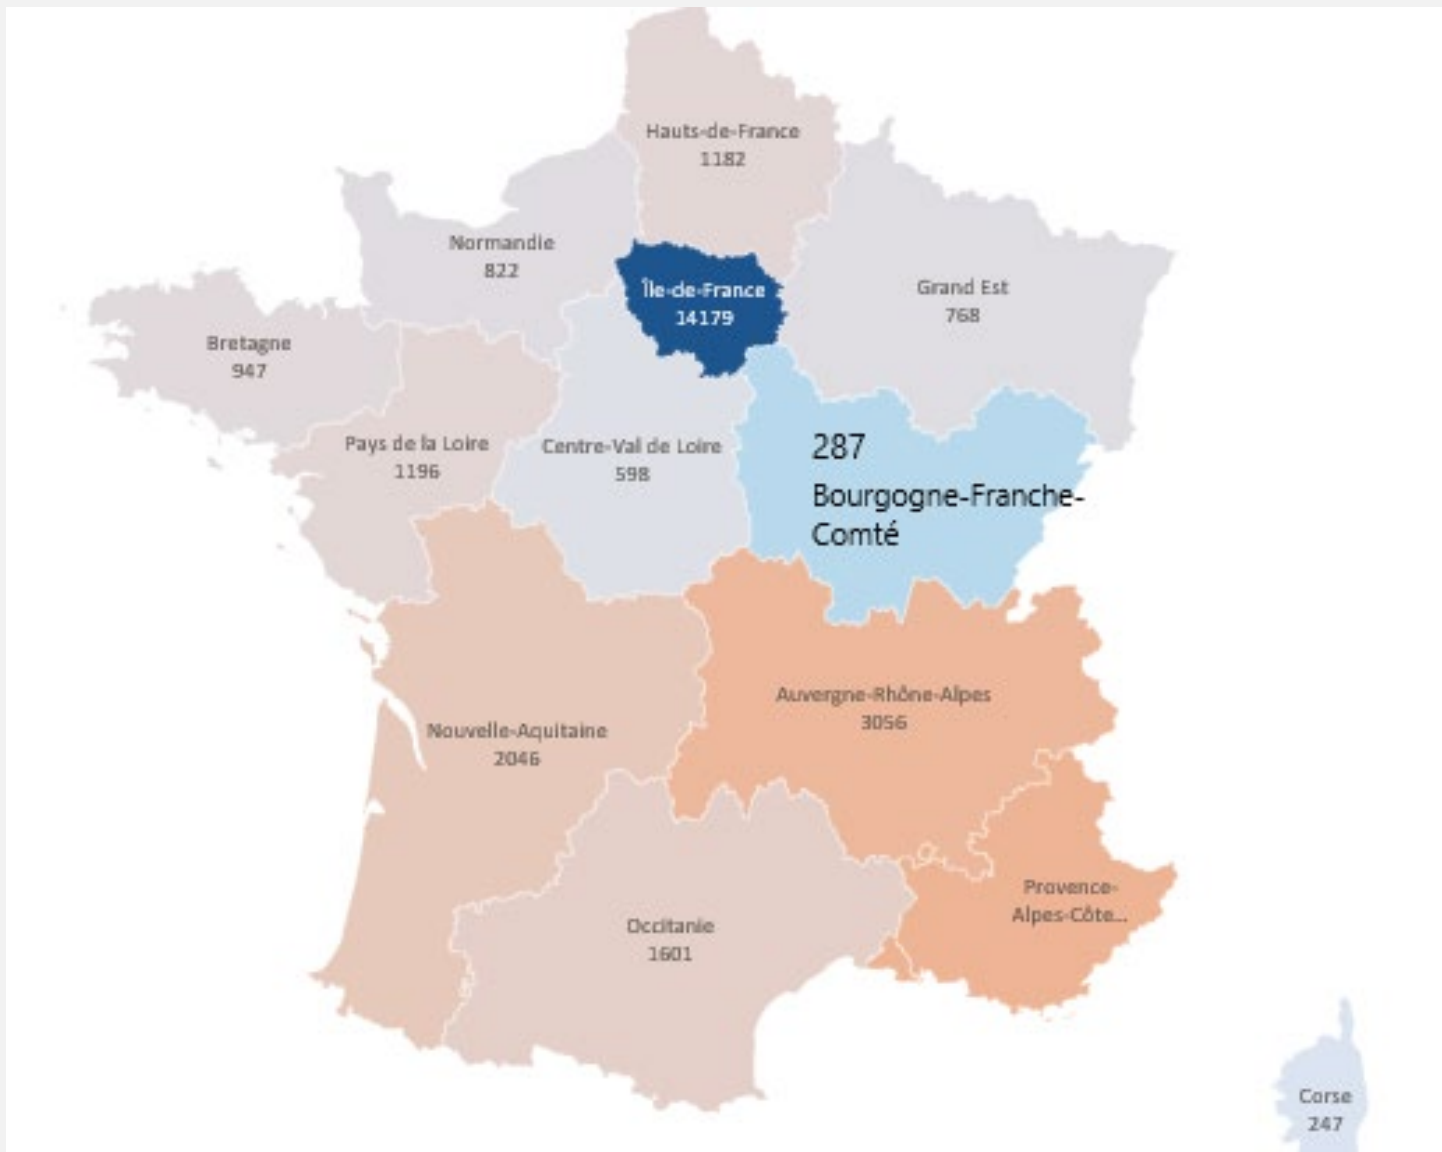 Hauts-de-France
1182
Normandie
822
Île-de-France
14179
Grand Est
768
Bretagne
947
Pays de la Loire
1196
Centre-Val de Loire
598
287
Bourgogne-Franche-
Comté
Auvergne-Rhône-Alpes
3056
Nouvelle-Aquitaine
2046
Provence-
Alpes-Côte...
Occitanie
1601
Corse
247